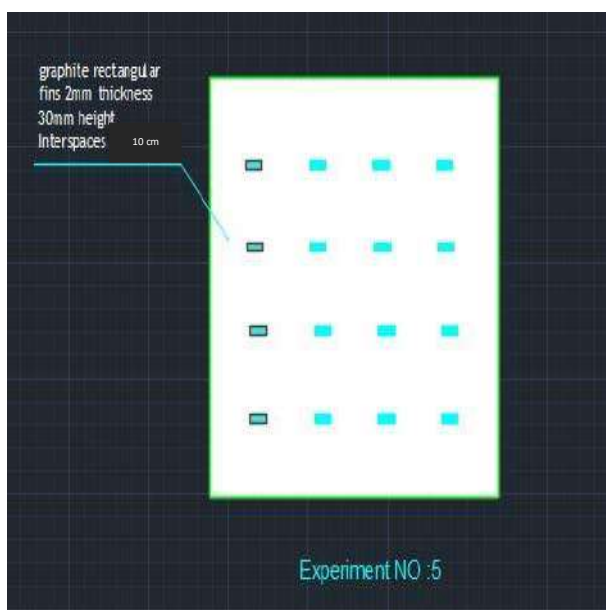 graphite rectangular
fins 2mm thickness
30mm height
Interspaces 10 cm
Experiment NO :5